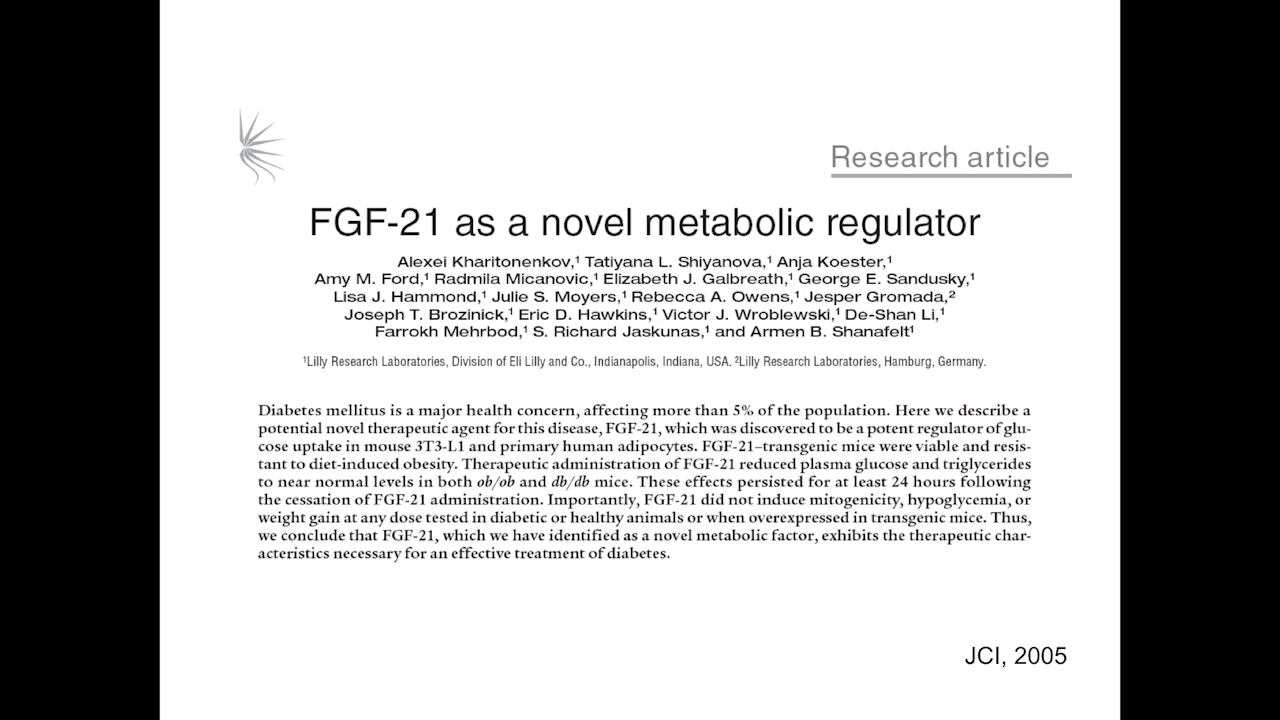 Research article
FGF-21 as a novel metabolic regulator
Alexei Kharitonenkov,¹ Tatiyana L. Shiyanova,¹ Anja Koester,¹
Amy M. Ford,¹ Radmila Micanovic,¹ Elizabeth J. Galbreath,¹ George E. Sandusky,¹
Lisa J. Hammond,¹ Julie S. Moyers,¹ Rebecca A. Owens,¹ Jesper Gromada,²
Joseph T. Brozinick,¹ Eric D. Hawkins,¹ Victor J. Wroblewski,¹ De-Shan Li,¹
Farrokh Mehrbod,¹ S. Richard Jaskunas,¹ and Armen B. Shanafelt¹
¹Lilly Research Laboratories, Division of Eli Lilly and Co., Indianapolis, Indiana, USA. ²Lilly Research Laboratories, Hamburg, Germany.
Diabetes mellitus is a major health concern, affecting more than 5% of the population. Here we describe a
potential novel therapeutic agent for this disease, FGF-21, which was discovered to be a potent regulator of glu-
cose uptake in mouse 3T3-L1 and primary human adipocytes. FGF-21–transgenic mice were viable and resis-
tant to diet-induced obesity. Therapeutic administration of FGF-21 reduced plasma glucose and triglycerides
to near normal levels in both ob/ob and db/db mice. These effects persisted for at least 24 hours following
the cessation of FGF-21 administration. Importantly, FGF-21 did not induce mitogenicity, hypoglycemia, or
weight gain at any dose tested in diabetic or healthy animals or when overexpressed in transgenic mice. Thus,
we conclude that FGF-21, which we have identified as a novel metabolic factor, exhibits the therapeutic char-
acteristics necessary for an effective treatment of diabetes.
JCI, 2005